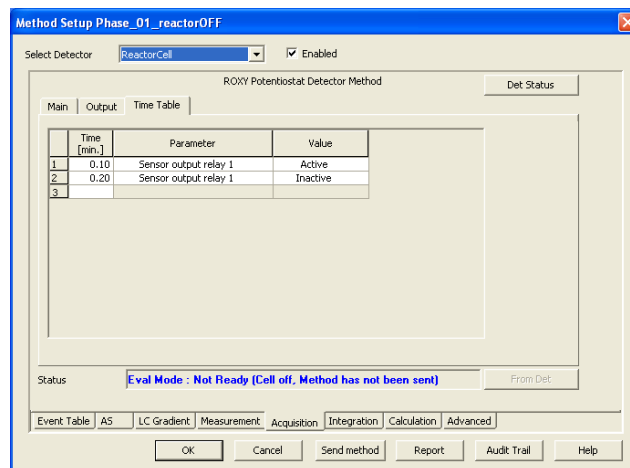 Method Setup Phase_01_reactorOFF
Select Detector ReactorCell Enabled
ROXY Potentiostat Detector Method Det Status
Main Output Time Table
Time [min.] Parameter Value
1 0.10 Sensor output relay 1 Active
2 0.20 Sensor output relay 1 Inactive
3
Status Eval Mode : Not Ready (Cell off, Method has not been sent) From Det
Event Table AS LC Gradient Measurement Acquisition Integration Calculation Advanced
OK Cancel Send method Report Audit Trail Help